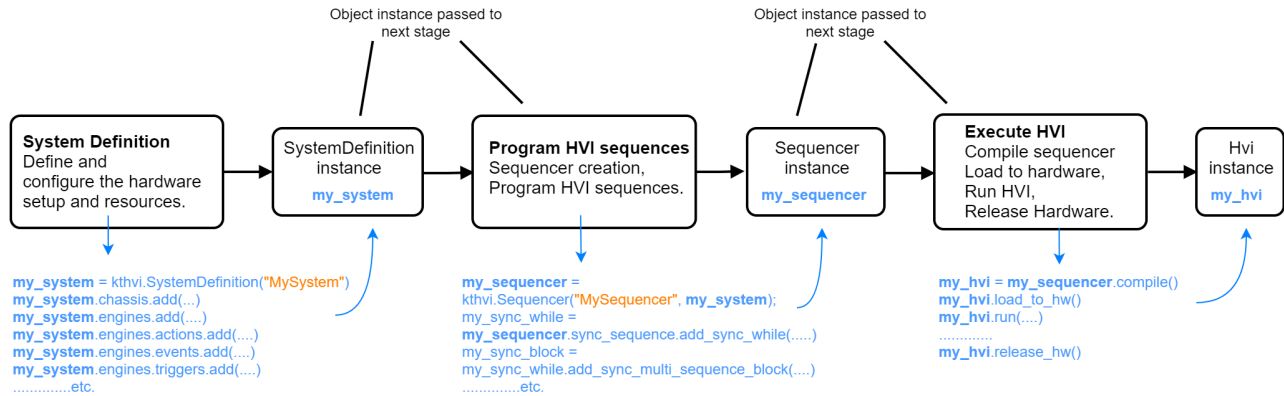 Object instance passed to
next stage
Object instance passed to
next stage
System Definition
Define and
configure the hardware
setup and resources.
SystemDefinition
instance
my_system
Program HVI sequences
Sequencer creation,
Program HVI sequences.
Sequencer
instance
my_sequencer
Execute HVI
Compile sequencer
Load to hardware,
Run HVI,
Release Hardware.
Hvi
instance
my_hvi
my_system = kthvi.SystemDefinition("MySystem")
my_system.chassis.add(...)
my_system.engines.add(....)
my_system.engines.actions.add(....)
my_system.engines.events.add(....)
my_system.engines.triggers.add(....)
..............etc.
my_sequencer =
kthvi.Sequencer("MySequencer", my_system);
my_sync_while =
my_sequencer.sync_sequence.add_sync_while(.....)
my_sync_block =
my_sync_while.add_sync_multi_sequence_block(....)
..............etc.
my_hvi = my_sequencer.compile()
my_hvi.load_to_hw()
my_hvi.run(....)
.............
my_hvi.release_hw()